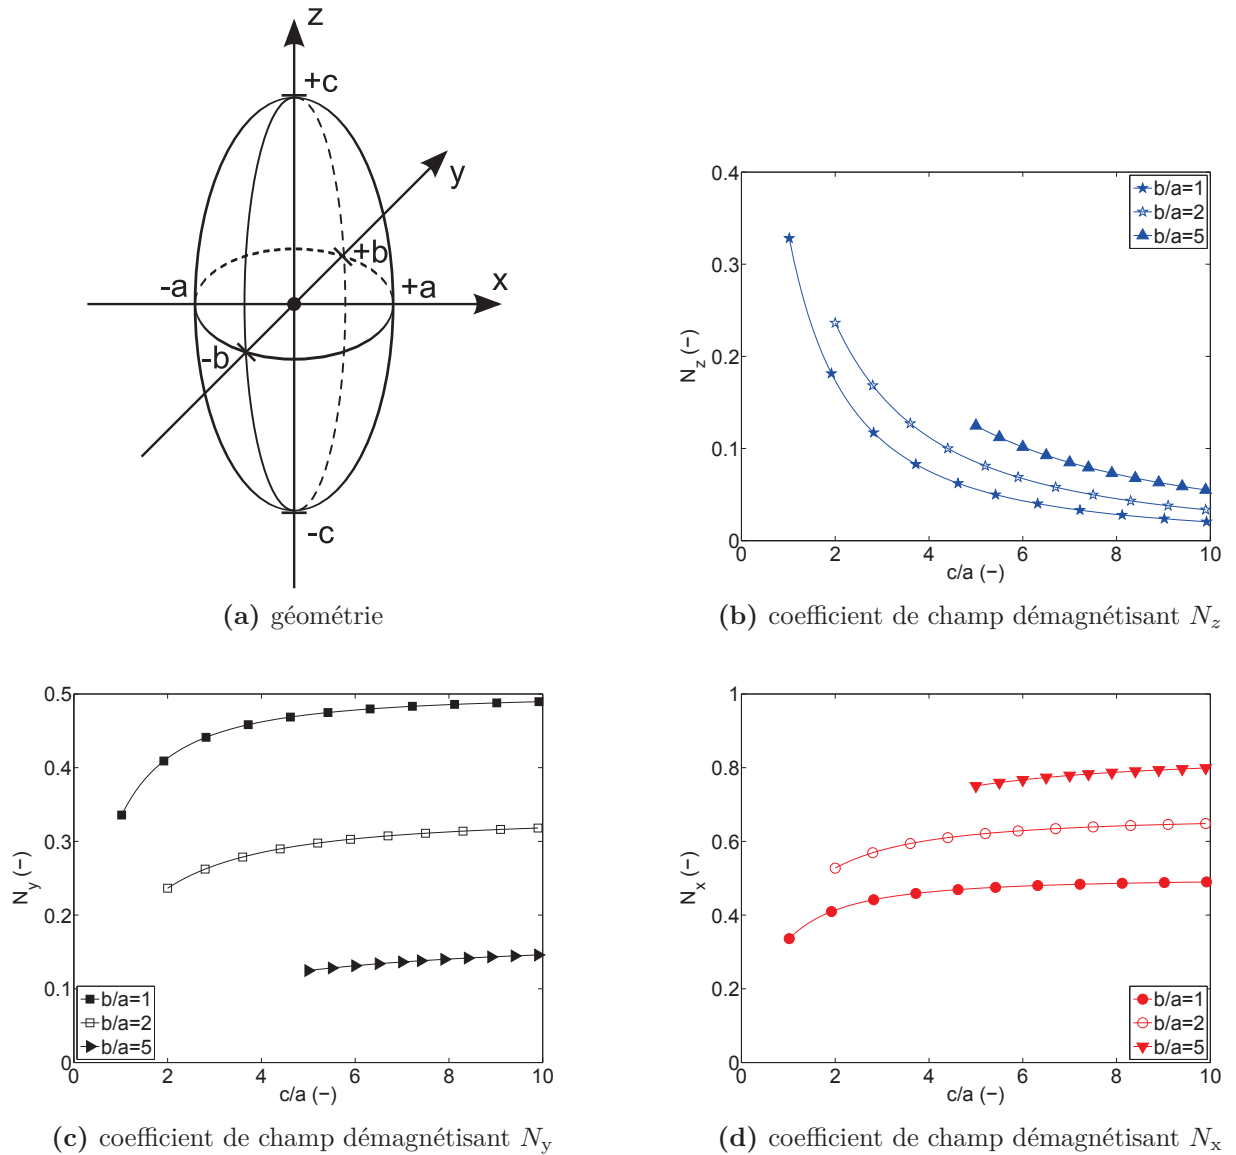 z
+c
y
+b
-a
+a
x
-b
-c
(a) géométrie
0.4
0.3
0.2
0.1
0
N_z (−)
b/a=1
b/a=2
b/a=5
0 2 4 6 8 10
c/a (−)
(b) coefficient de champ démagnétisant N_z
0.5
0.4
0.3
0.2
0.1
0
N_y (−)
b/a=1
b/a=2
b/a=5
0 2 4 6 8 10
c/a (−)
(c) coefficient de champ démagnétisant N_y
1
0.8
0.6
0.4
0.2
0
N_x (−)
b/a=1
b/a=2
b/a=5
0 2 4 6 8 10
c/a (−)
(d) coefficient de champ démagnétisant N_x